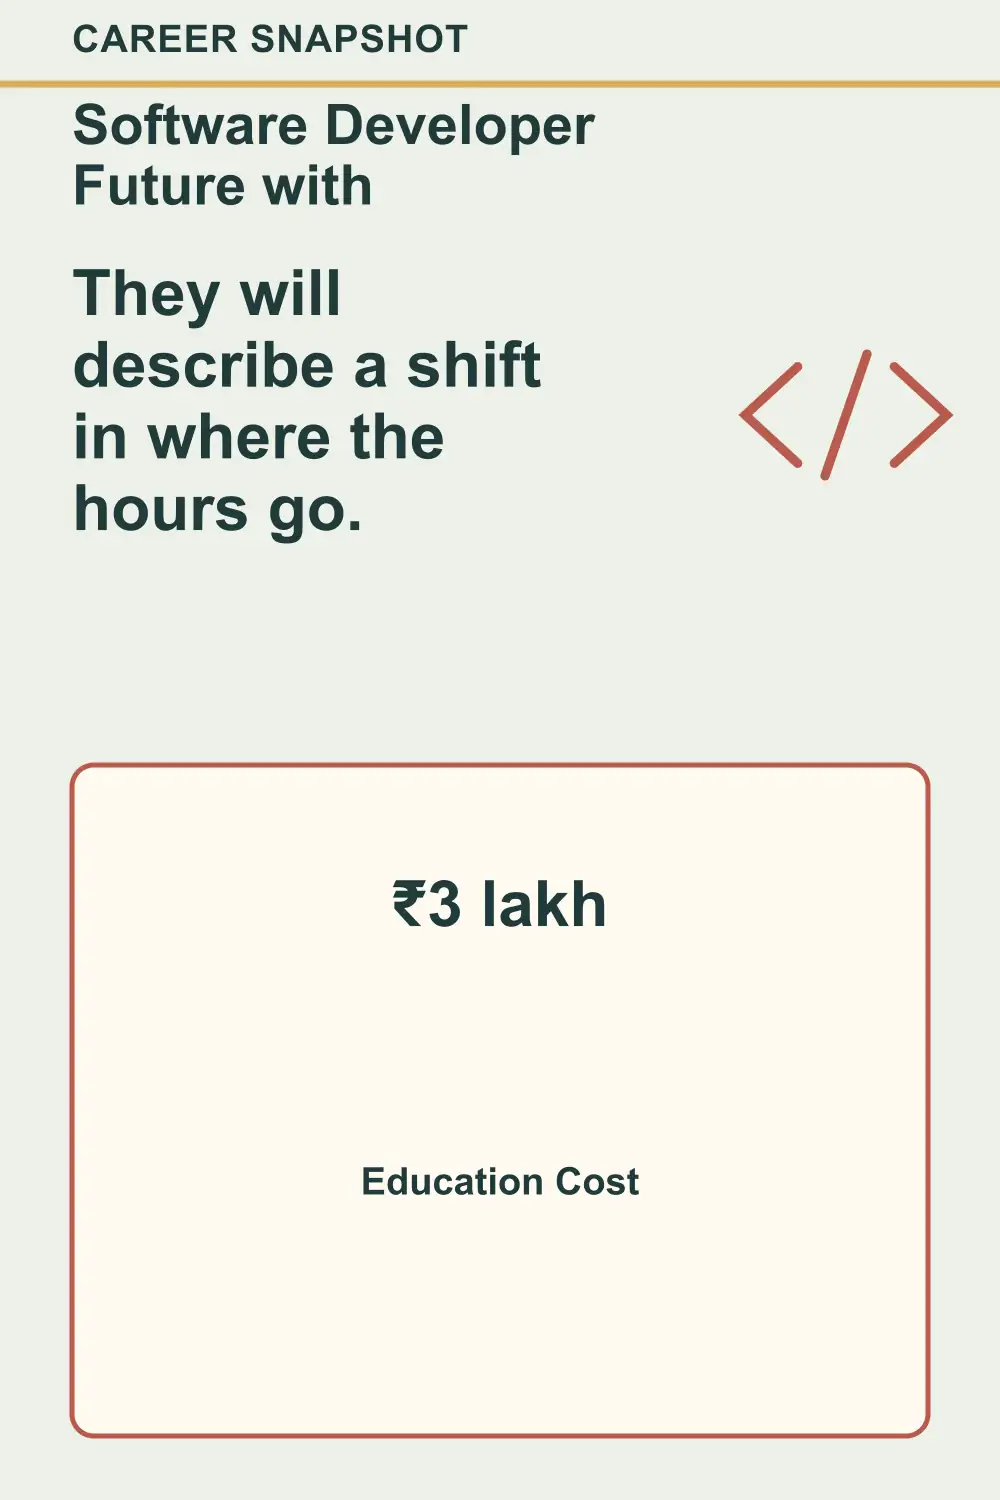 CAREER SNAPSHOT
Software Developer
Future with
They will
describe a shift
in where the
hours go.
₹3 lakh
Education Cost